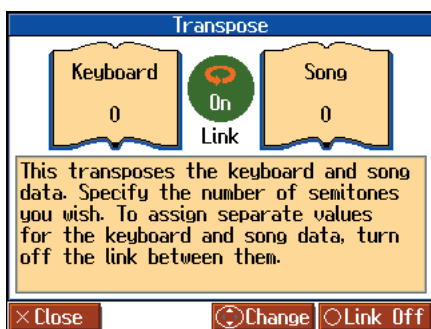 Transpose
Keyboard
0
On
Link
Song
0
This transposes the keyboard and song
data. Specify the number of semitones
you wish. To assign separate values
for the keyboard and song data, turn
off the link between them.
×Close
Change
○Link Off